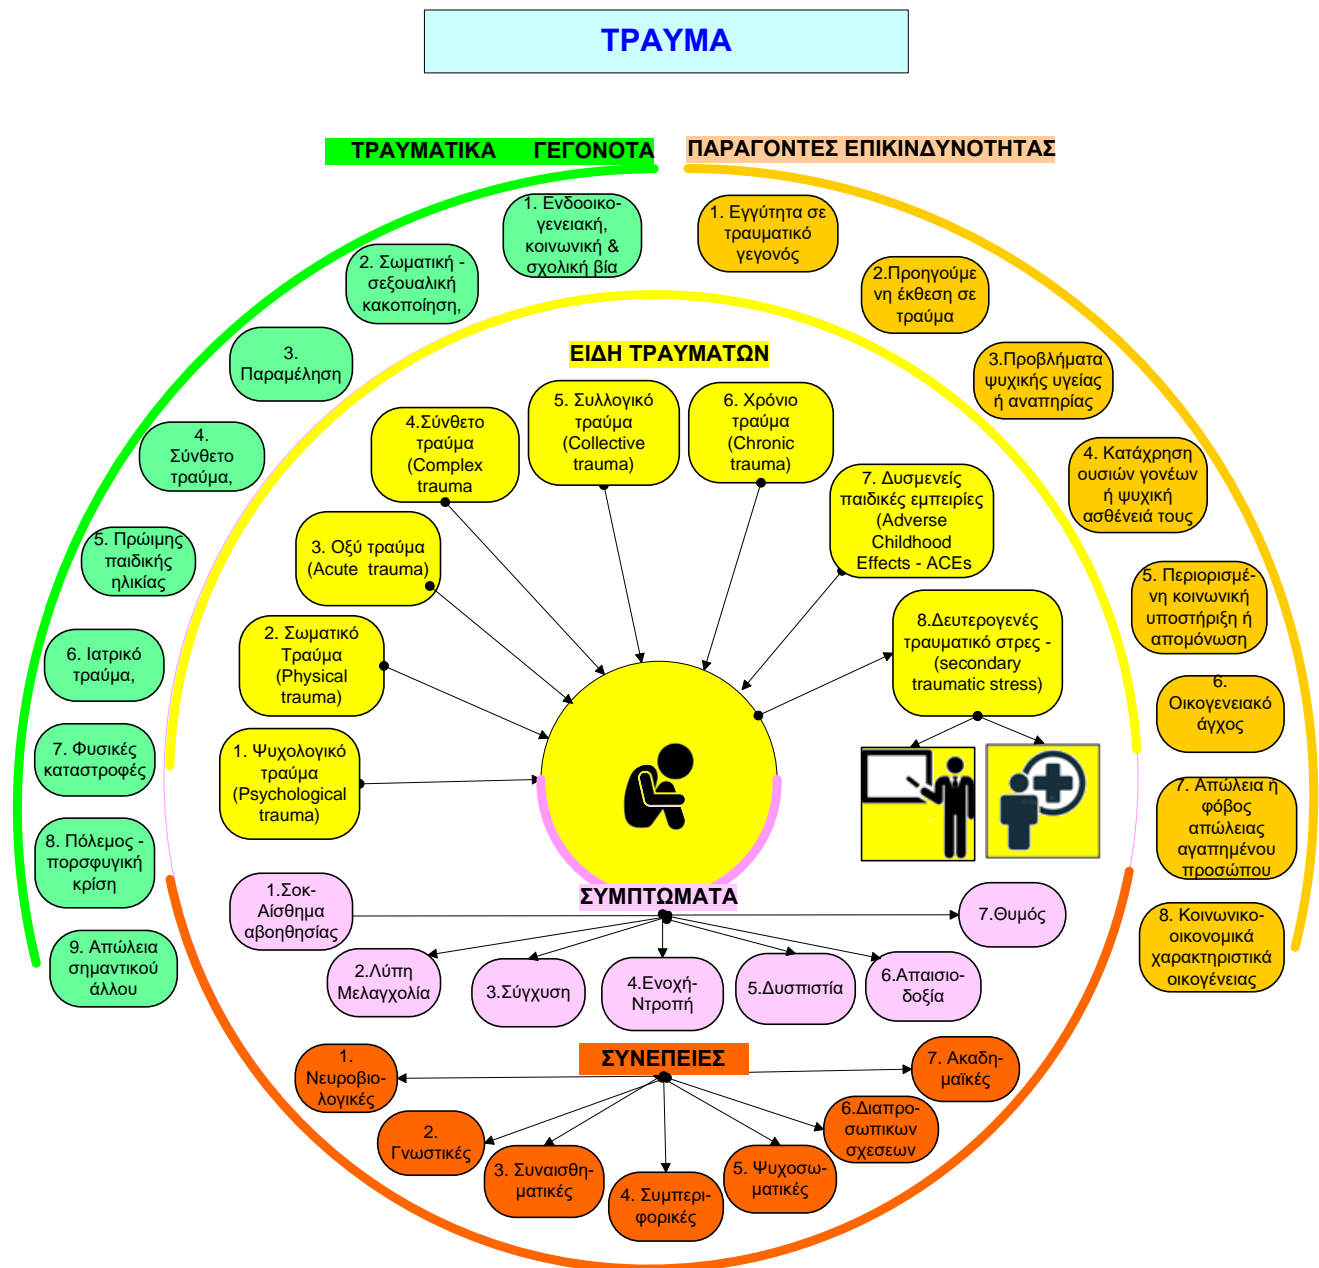 ΤΡΑΥΜΑ
ΤΡΑΥΜΑΤΙΚΑ ΓΕΓΟΝΟΤΑ
ΠΑΡΑΓΟΝΤΕΣ ΕΠΙΚΙΝΔΥΝΟΤΗΤΑΣ
1. Ενδοοικο-
γενειακή,
κοινωνική &
σχολική βία
2. Σωματική -
σεξουαλική
κακοποίηση,
3.
Παραμέληση
4.
Σύνθετο
τραύμα,
5. Πρώιμης
παιδικής
ηλικίας
6. Ιατρικό
τραύμα,
7. Φυσικές
καταστροφές
8. Πόλεμος -
πορσφυγική
κρίση
9. Απώλεια
σημαντικού
άλλου
1. Εγγύτητα σε
τραυματικό
γεγονός
2.Προηγούμε
νη έκθεση σε
τραύμα
3.Προβλήματα
ψυχικής υγείας
ή αναπηρίας
4. Κατάχρηση
ουσιών γονέων
ή ψυχική
ασθένειά τους
5. Περιορισμέ-
νη κοινωνική
υποστήριξη ή
απομόνωση
6.
Οικογενειακό
άγχος
7. Απώλεια ή
φόβος
απώλειας
αγαπημένου
προσώπου
8. Κοινωνικο-
οικονομικά
χαρακτηριστικά
οικογένειας
ΕΙΔΗ ΤΡΑΥΜΑΤΩΝ
1. Ψυχολογικό
τραύμα
(Psychological
trauma)
2. Σωματικό
Τραύμα
(Physical
trauma)
3. Οξύ τραύμα
(Acute trauma)
4.Σύνθετο
τραύμα
(Complex
trauma
5. Συλλογικό
τραύμα
(Collective
trauma)
6. Χρόνιο
τραύμα
(Chronic
trauma)
7. Δυσμενείς
παιδικές εμπειρίες
(Adverse
Childhood
Effects - ACEs
8.Δευτερογενές
τραυματικό στρες -
(secondary
traumatic stress)
ΣΥΜΠΤΩΜΑΤΑ
1.Σοκ-
Αίσθημα
αβοηθησίας
2.Λύπη
Μελαγχολία
3.Σύγχυση
4.Ενοχή-
Ντροπή
5.Δυσπιστία
6.Απαισιο-
δοξία
7.Θυμός
ΣΥΝΕΠΕΙΕΣ
1.
Νευροβιο-
λογικές
2.
Γνωστικές
3. Συναισθη-
ματικές
4. Συμπερι-
φορικές
5. Ψυχοσω-
ματικές
6.Διαπρο-
σωπικων
σχεσεων
7. Ακαδη-
μαϊκές